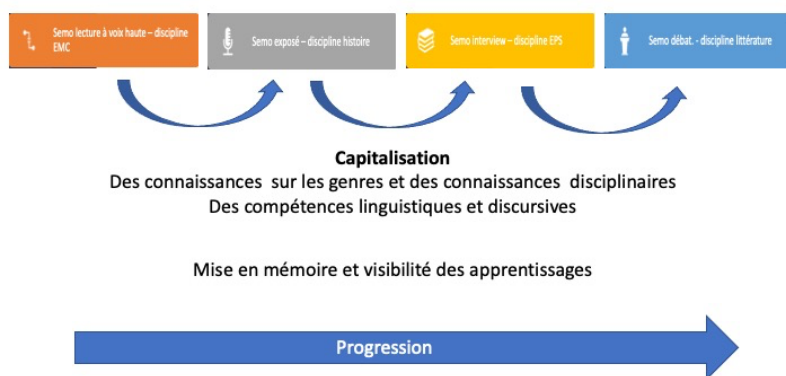 Semo lecture à voix haute – discipline
EMC
Semo exposé – discipline histoire
Semo interview – discipline EPS
Semo débat. - discipline littérature
Capitalisation
Des connaissances sur les genres et des connaissances disciplinaires
Des compétences linguistiques et discursives
Mise en mémoire et visibilité des apprentissages
Progression